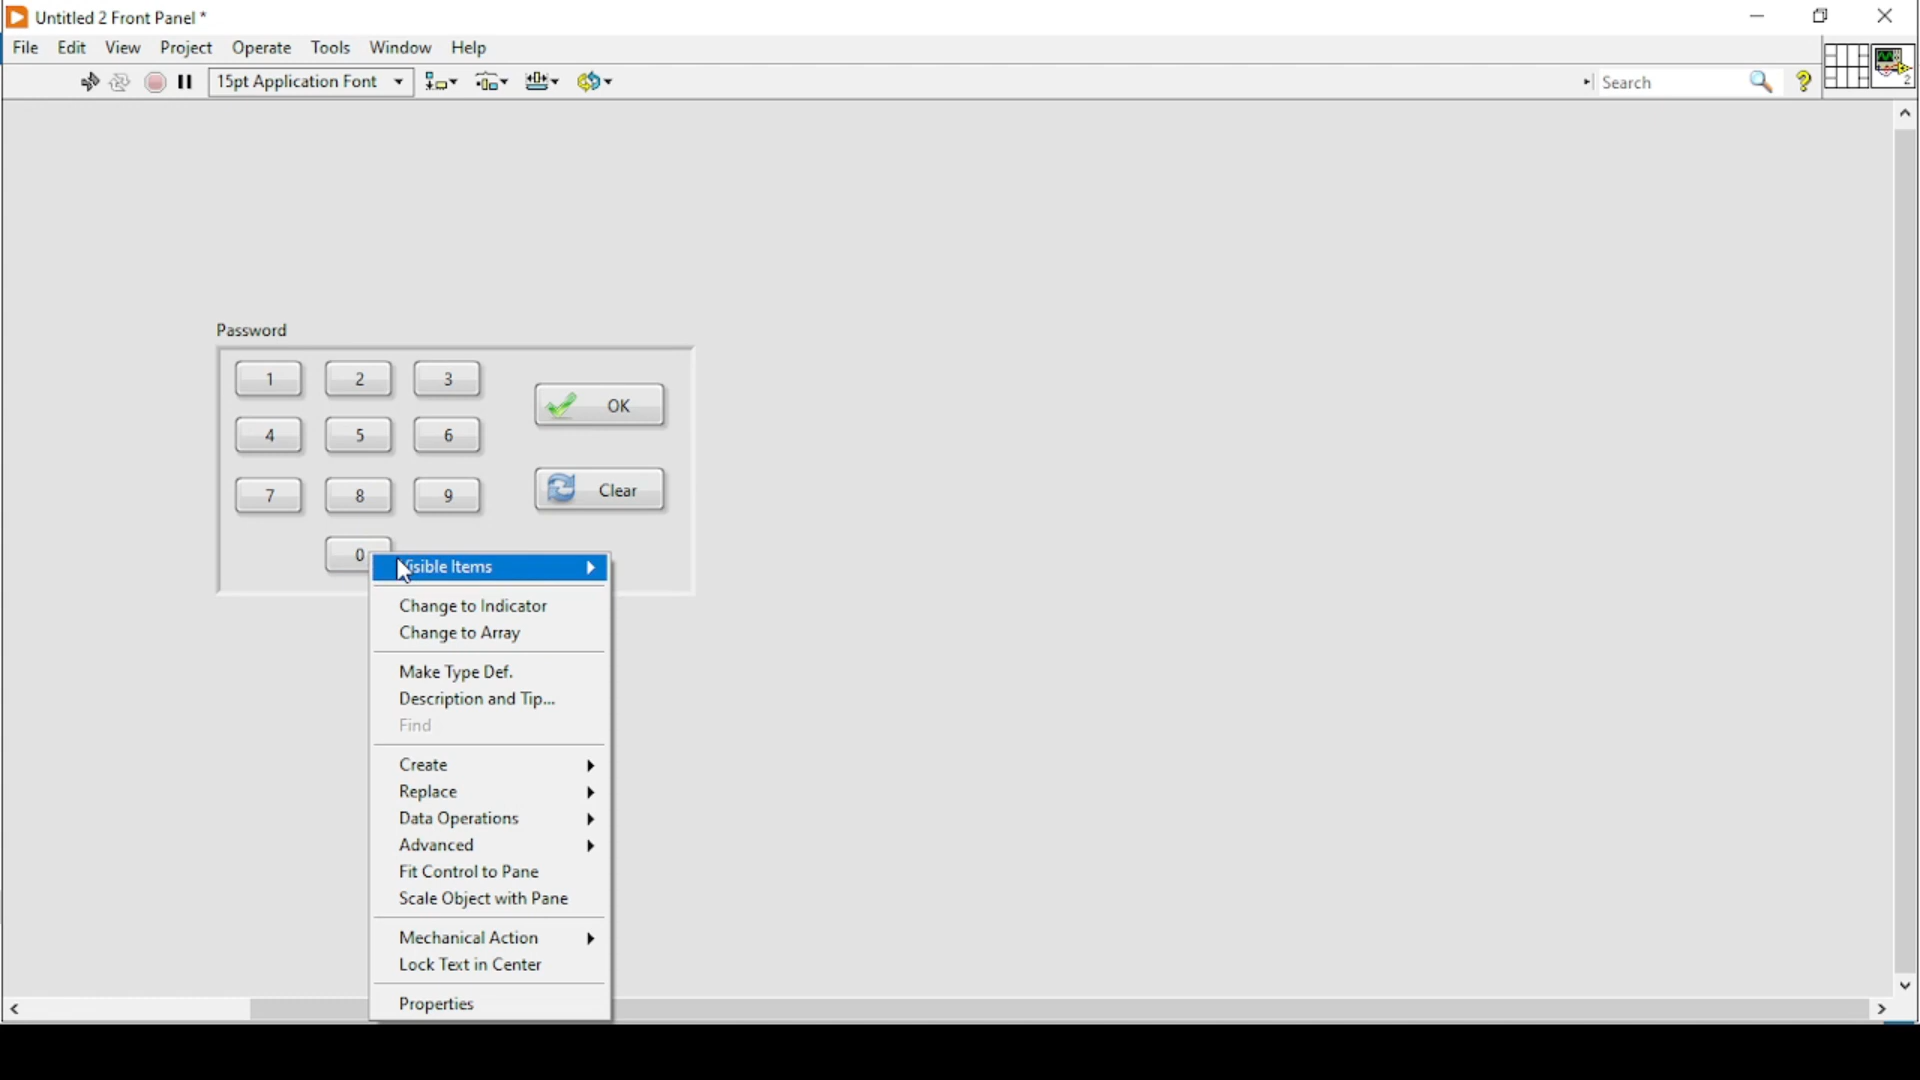 Untitled 2 Front Panel *
File Edit View Project Operate Tools Window Help
15pt Application Font Search ? 2
Password
1 2 3
OK
4 5 6
7 8 9
Clear
0
isible Items
Change to Indicator
Change to Array
Make Type Def.
Description and Tip...
Find
Create
Replace
Data Operations
Advanced
Fit Control to Pane
Scale Object with Pane
Mechanical Action
Lock Text in Center
Properties